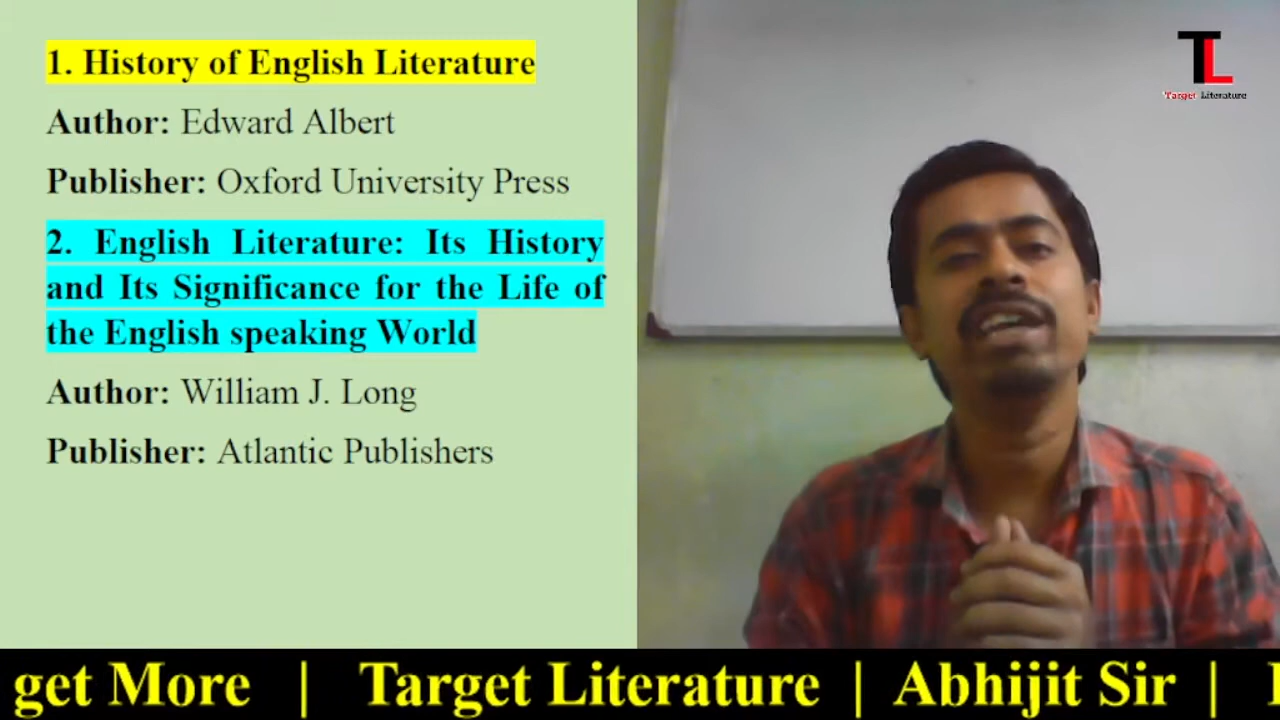 1. History of English Literature
Author: Edward Albert
Publisher: Oxford University Press
2. English Literature: Its History
and Its Significance for the Life of
the English speaking World
Author: William J. Long
Publisher: Atlantic Publishers
TL
Target Literature
get More | Target Literature | Abhijit Sir |